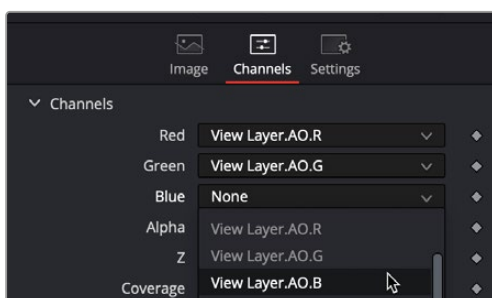 Image Channels Settings
Channels
Red View Layer.AO.R
Green View Layer.AO.G
Blue None
Alpha View Layer.AO.R
Z View Layer.AO.G
Coverage View Layer.AO.B